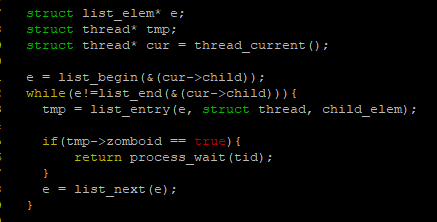 struct list_elem* e;
struct thread* tmp;
struct thread* cur = thread_current();
e = list_begin(&(cur->child));
while(e!=list_end(&(cur->child))){
tmp = list_entry(e, struct thread, child_elem);
if(tmp->zomboid == true){
return process_wait(tid);
}
e = list_next(e);
}